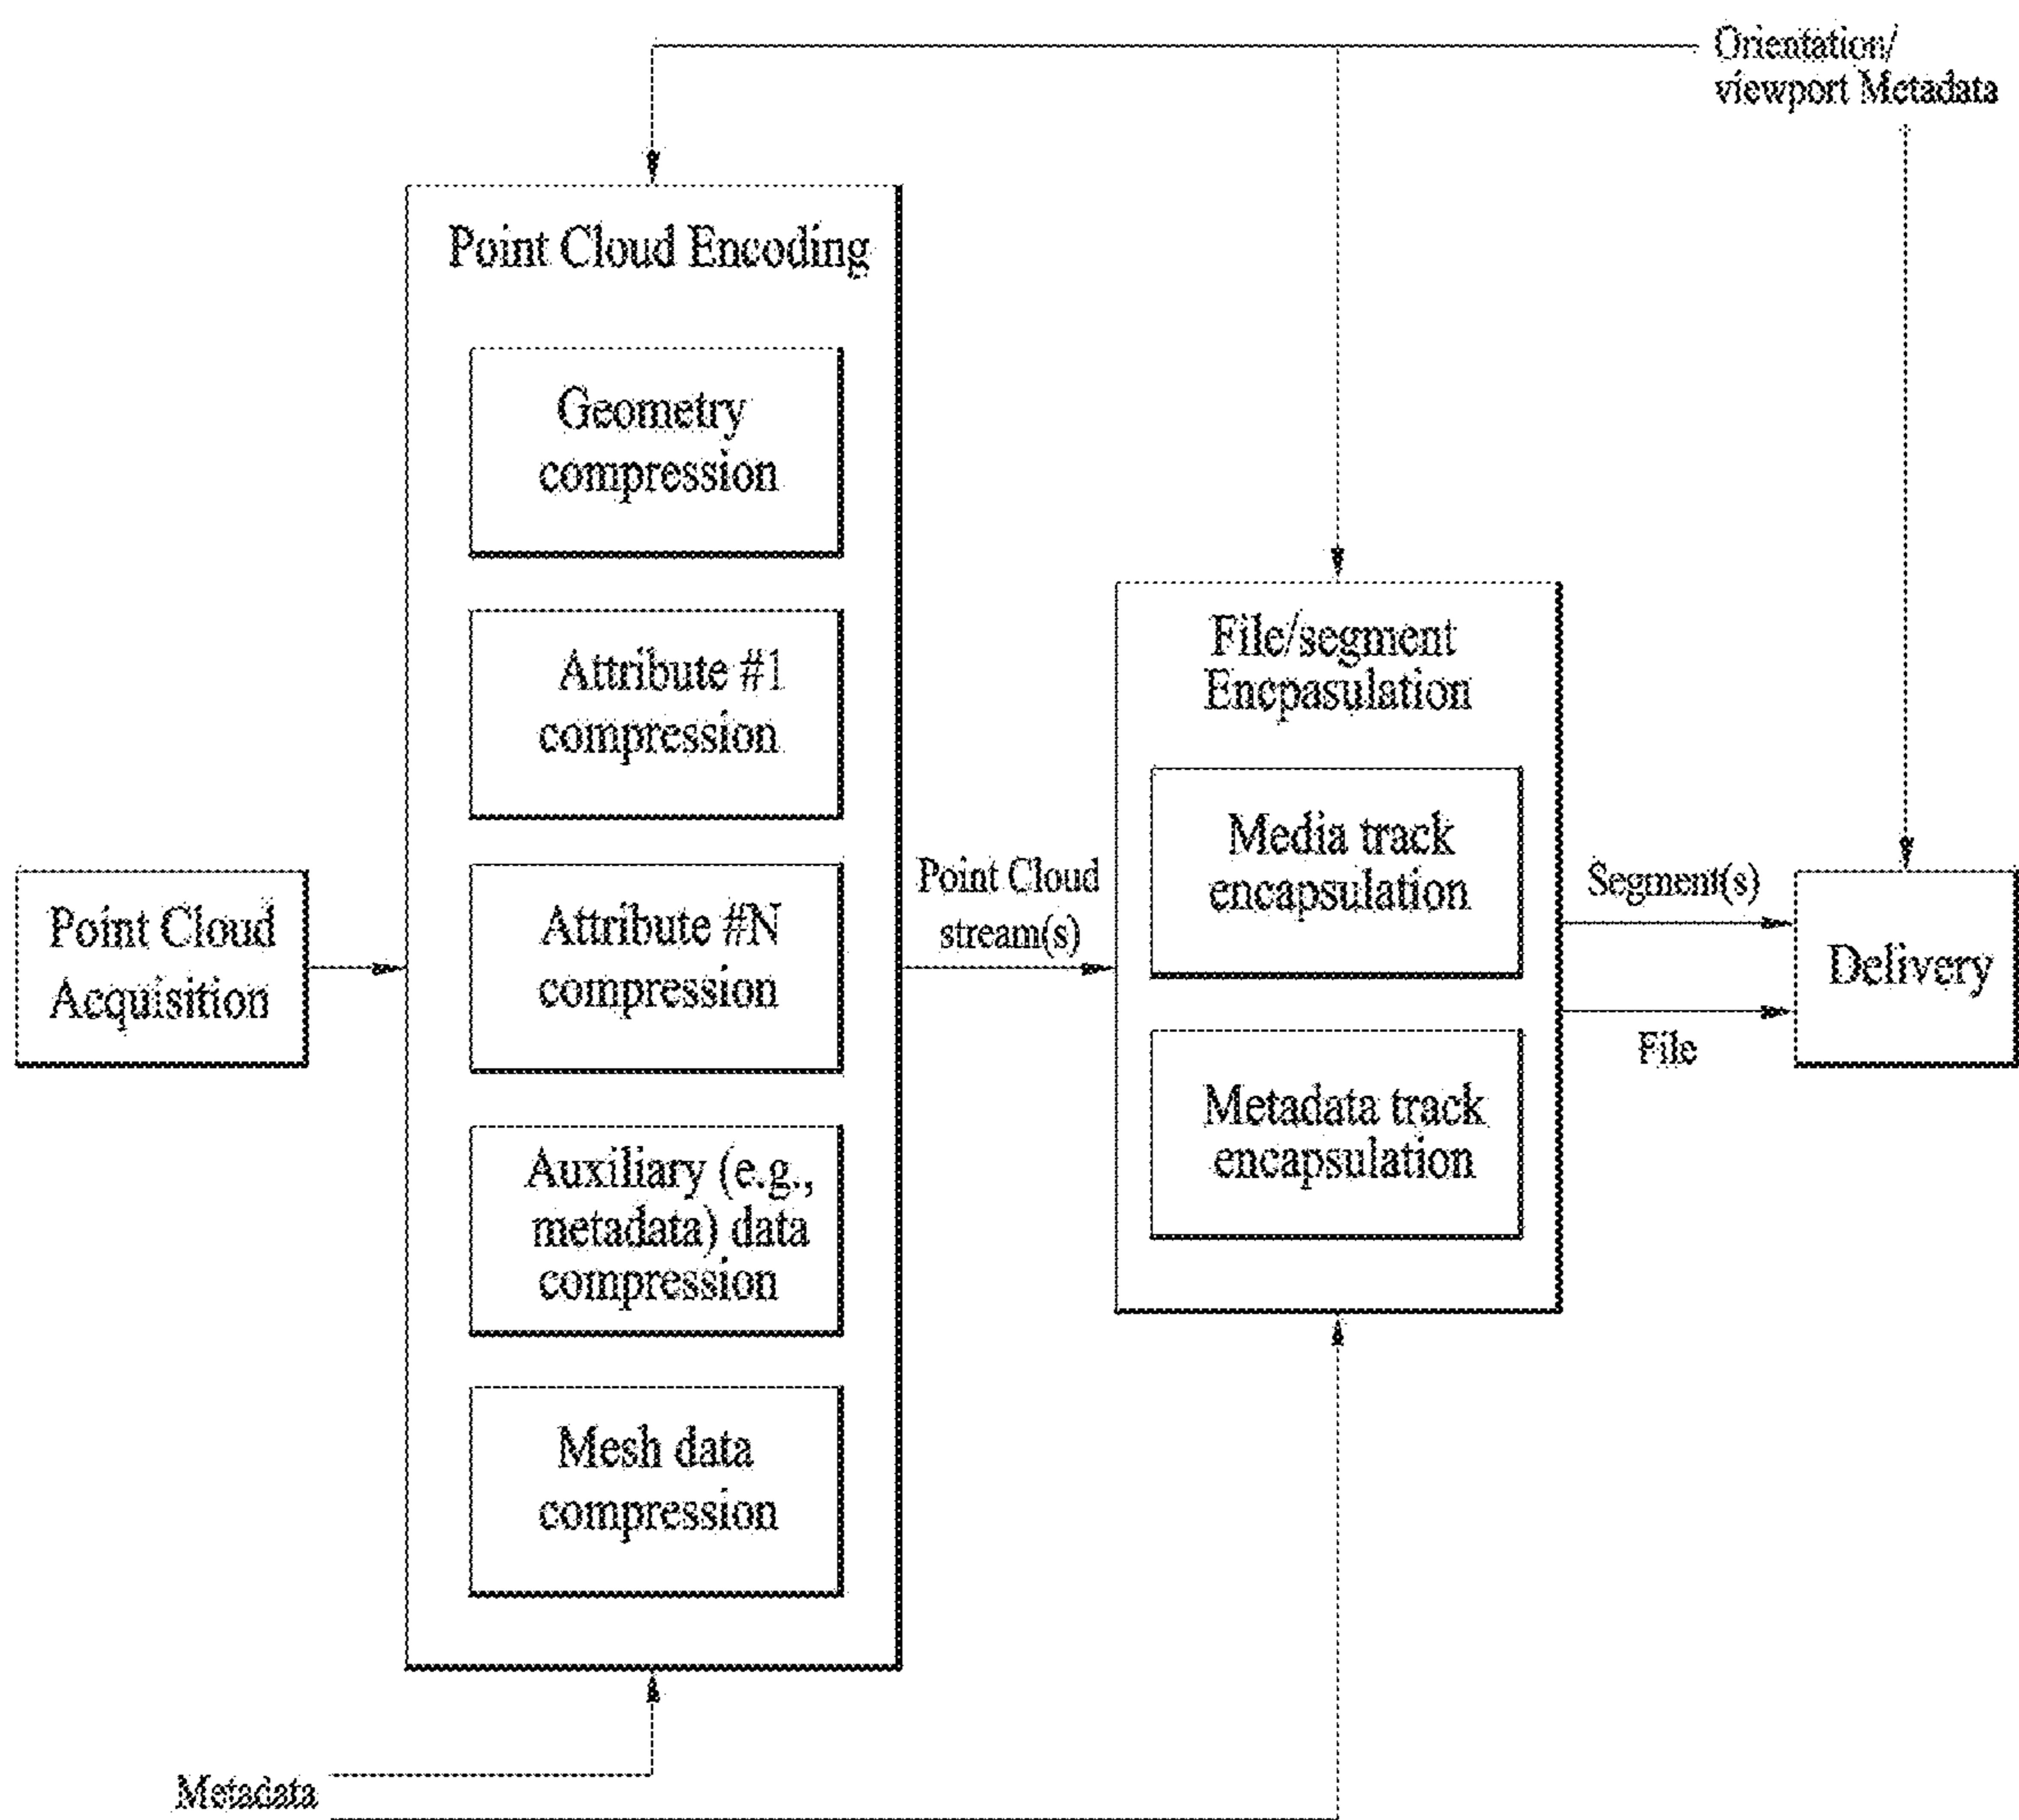 Orientation/
viewport Metadata
Point Cloud Encoding
Geometry
compression
Attribute #1
compression
Attribute #N
compression
Auxiliary (e.g.,
metadata) data
compression
Mesh data
compression
Point Cloud
Acquisition
Point Cloud
stream(s)
File/segment
Encpasulation
Media track
encapsulation
Metadata track
encapsulation
Segment(s)
File
Delivery
Metadata